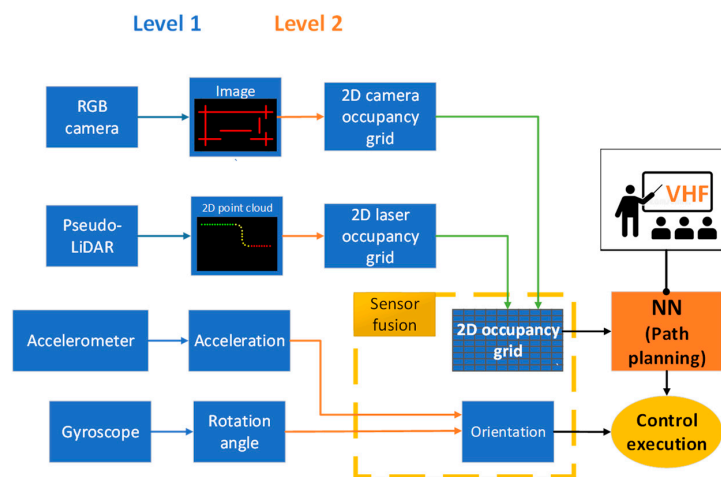 Level 1
Level 2
RGB
camera
Image
2D camera
occupancy
grid
VHF
Pseudo-
LiDAR
2D point cloud
2D laser
occupancy
grid
Sensor
fusion
2D occupancy
grid
NN
(Path
planning)
Accelerometer
Acceleration
Gyroscope
Rotation
angle
Orientation
Control
execution